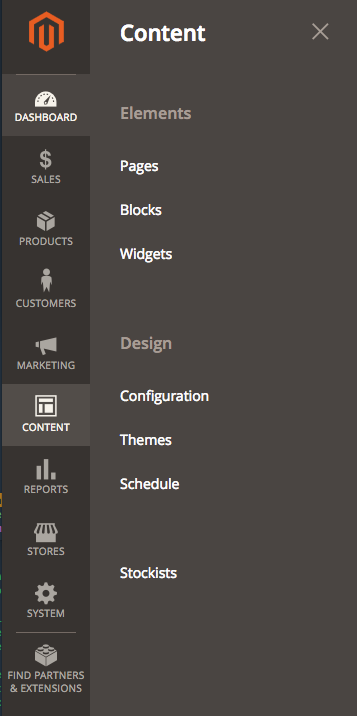 DASHBOARD
SALES
PRODUCTS
CUSTOMERS
MARKETING
CONTENT
REPORTS
STORES
SYSTEM
FIND PARTNERS
& EXTENSIONS
Content
Elements
Pages
Blocks
Widgets
Design
Configuration
Themes
Schedule
Stockists